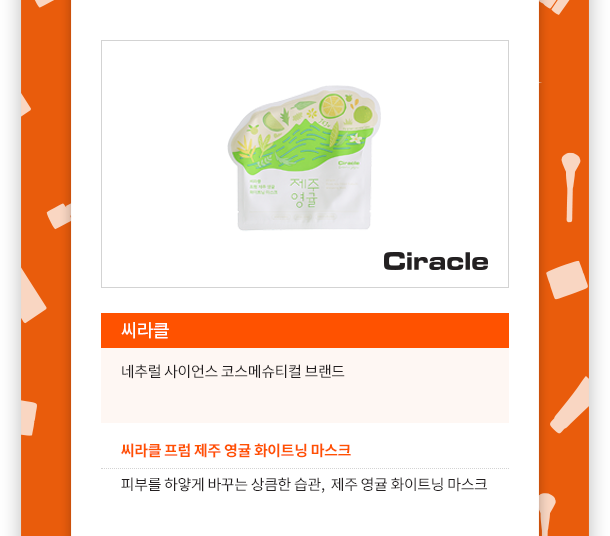 Ciracle
제주
영귤
Ciracle
씨라클
네추럴 사이언스 코스메슈티컬 브랜드
씨라클 프럼 제주 영귤 화이트닝 마스크
피부를 하얗게 바꾸는 상큼한 습관, 제주 영귤 화이트닝 마스크